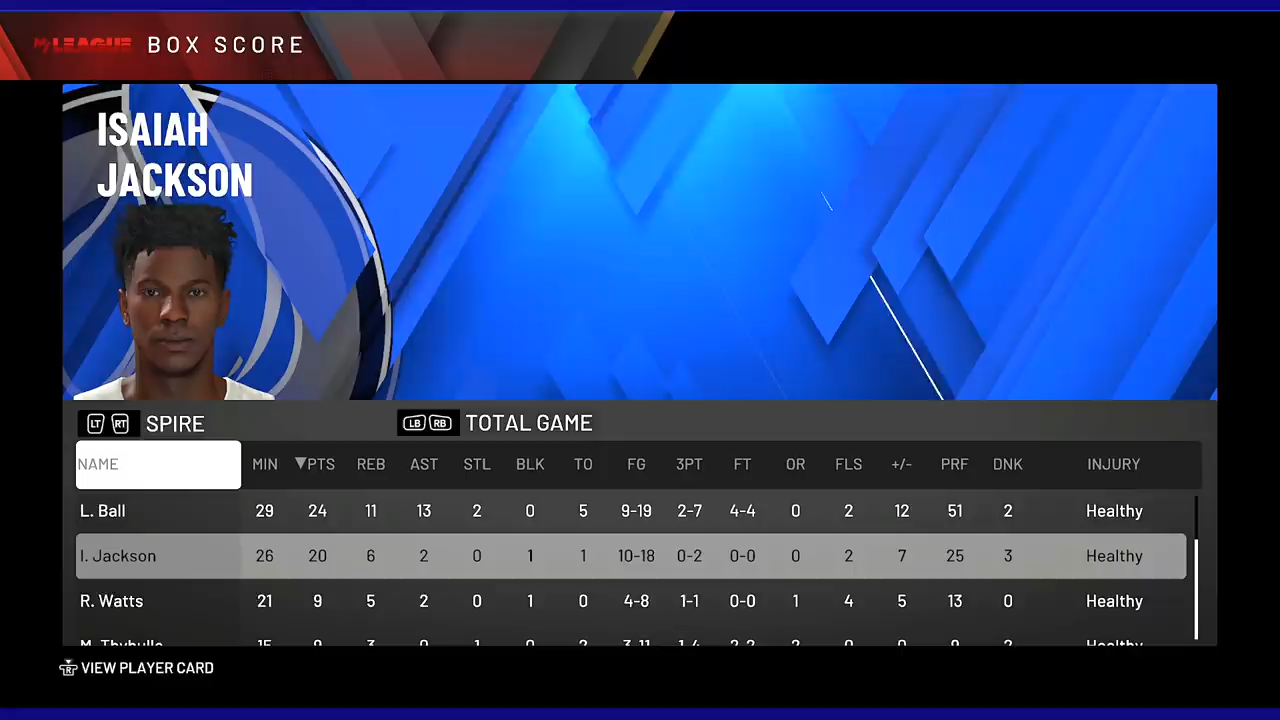 MyLEAGUE BOX SCORE
ISAIAH
JACKSON
LT RT SPIRE LB RB TOTAL GAME
NAME MIN ▼PTS REB AST STL BLK TO FG 3PT FT OR FLS +/- PRF DNK INJURY
L. Ball 29 24 11 13 2 0 5 9-19 2-7 4-4 0 2 12 51 2 Healthy
I. Jackson 26 20 6 2 0 1 1 10-18 0-2 0-0 0 2 7 25 3 Healthy
R. Watts 21 9 5 2 0 1 0 4-8 1-1 0-0 1 4 5 13 0 Healthy
M. Thybulle 15 Healthy
R VIEW PLAYER CARD